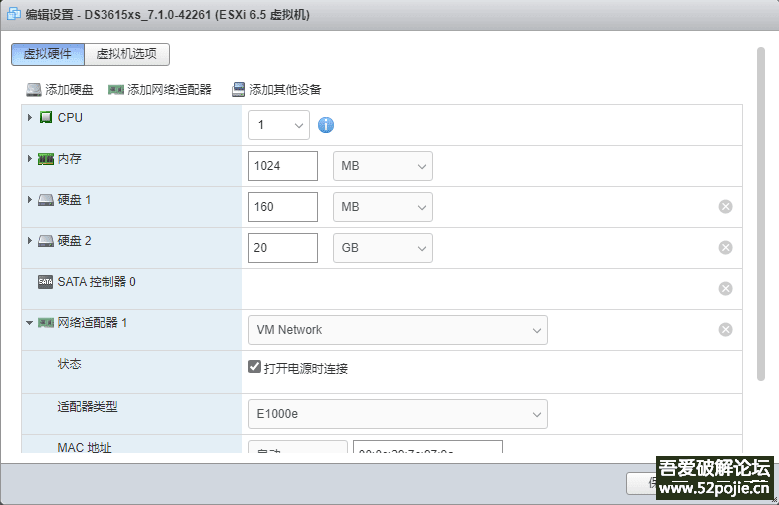 编辑设置 - DS3615xs_7.1.0-42261 (ESXi 6.5 虚拟机)
虚拟硬件 虚拟机选项
添加硬盘 添加网络适配器 添加其他设备
CPU 1
内存 1024 MB
硬盘 1 160 MB
硬盘 2 20 GB
SATA SATA 控制器 0
网络适配器 1 VM Network
状态 打开电源时连接
适配器类型 E1000e
MAC 地址 自动
吾爱破解论坛
www.52pojie.cn